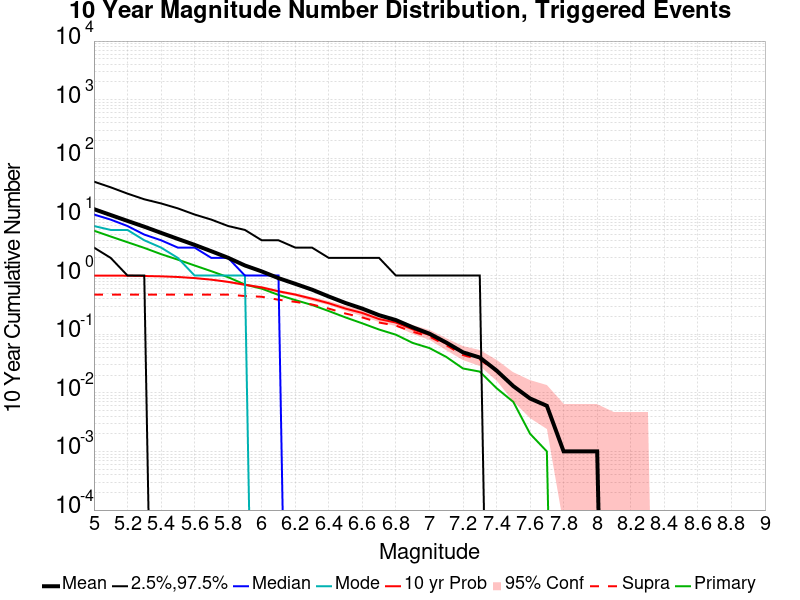 10 Year Magnitude Number Distribution, Triggered Events
10 4
10 3
10 2
10 1
10 0
10 -1
10 -2
10 -3
10 -4
10 Year Cumulative Number
5 5.2 5.4 5.6 5.8 6 6.2 6.4 6.6 6.8 7 7.2 7.4 7.6 7.8 8 8.2 8.4 8.6 8.8 9
Magnitude
Mean 2.5%,97.5% Median Mode 10 yr Prob 95% Conf Supra Primary